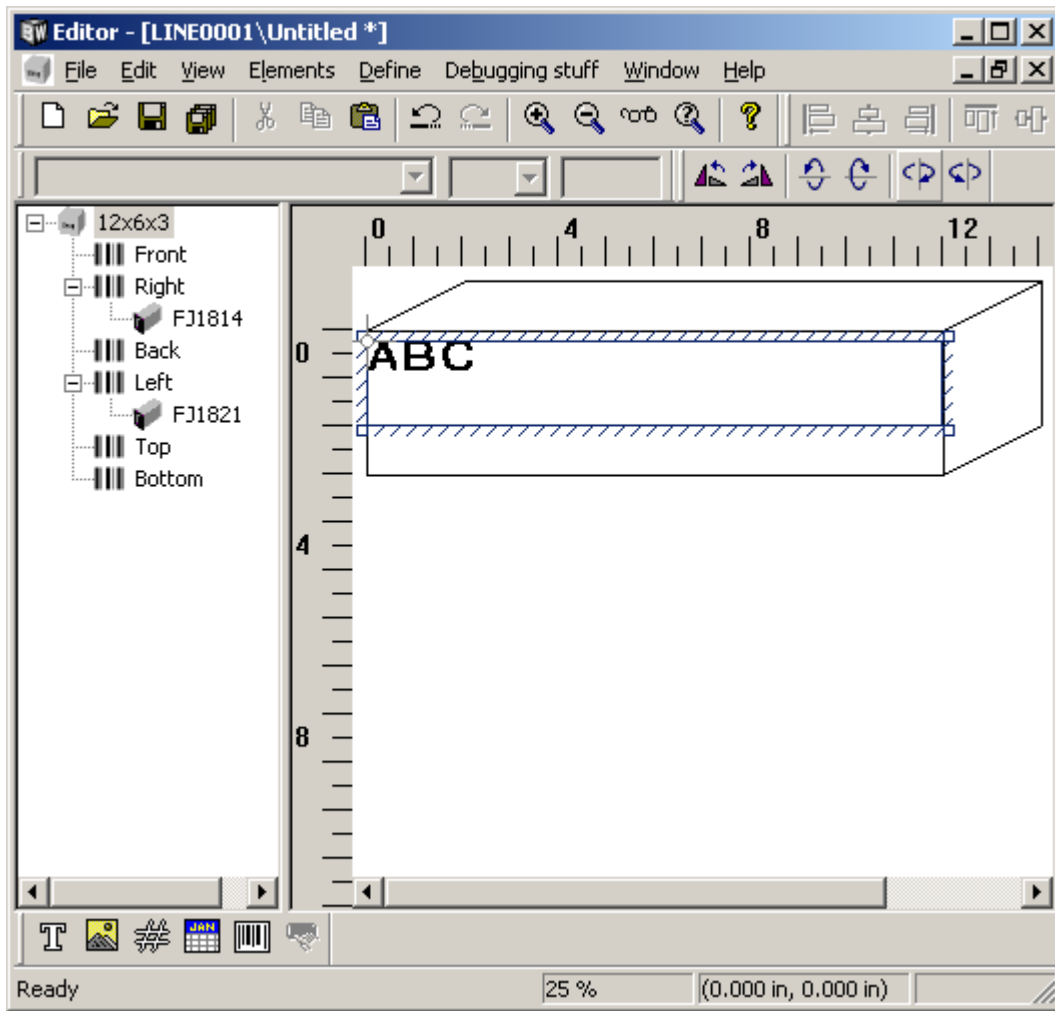 Editor - [LINE0001\Untitled *]
File Edit View Elements Define Debugging stuff Window Help
12x6x3
Front
Right
FJ1814
Back
Left
FJ1821
Top
Bottom
0 4 8 12
0
4
8
ABC
JAN
Ready 25 % (0.000 in, 0.000 in)